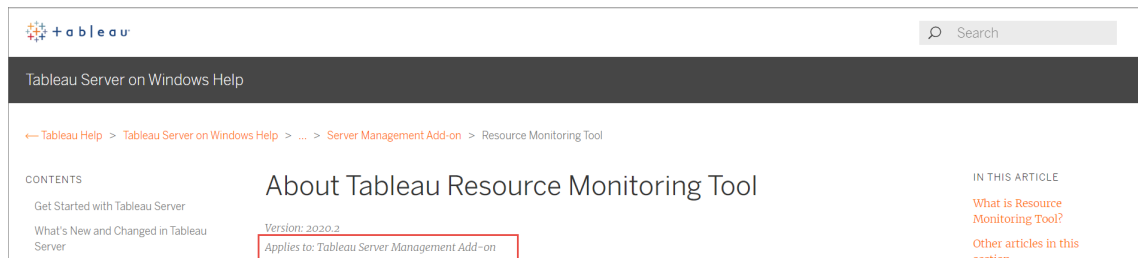 + a b l e a u
Search
Tableau Server on Windows Help
← Tableau Help > Tableau Server on Windows Help > ... > Server Management Add-on > Resource Monitoring Tool
CONTENTS
Get Started with Tableau Server
What's New and Changed in Tableau
Server
About Tableau Resource Monitoring Tool
Version: 2020.2
Applies to: Tableau Server Management Add-on
IN THIS ARTICLE
What is Resource
Monitoring Tool?
Other articles in this
section